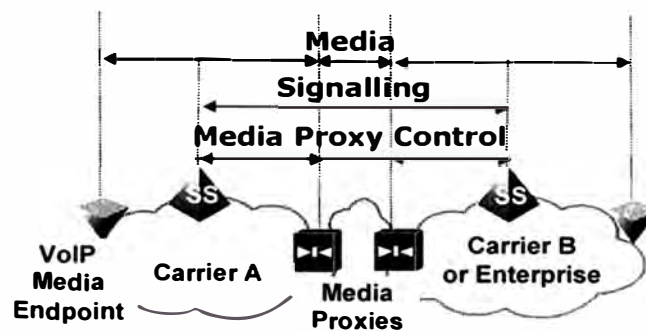 Media
Signalling
Media Proxy Control
SS
SS
VoIP
Media
Endpoint
Carrier A
Media
Proxies
Carrier B
or Enterprise